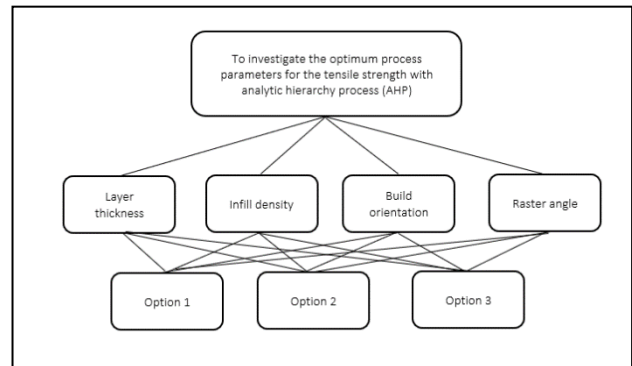 To investigate the optimum process
parameters for the tensile strength with
analytic hierarchy process (AHP)
Layer
thickness
Infill density
Build
orientation
Raster angle
Option 1
Option 2
Option 3